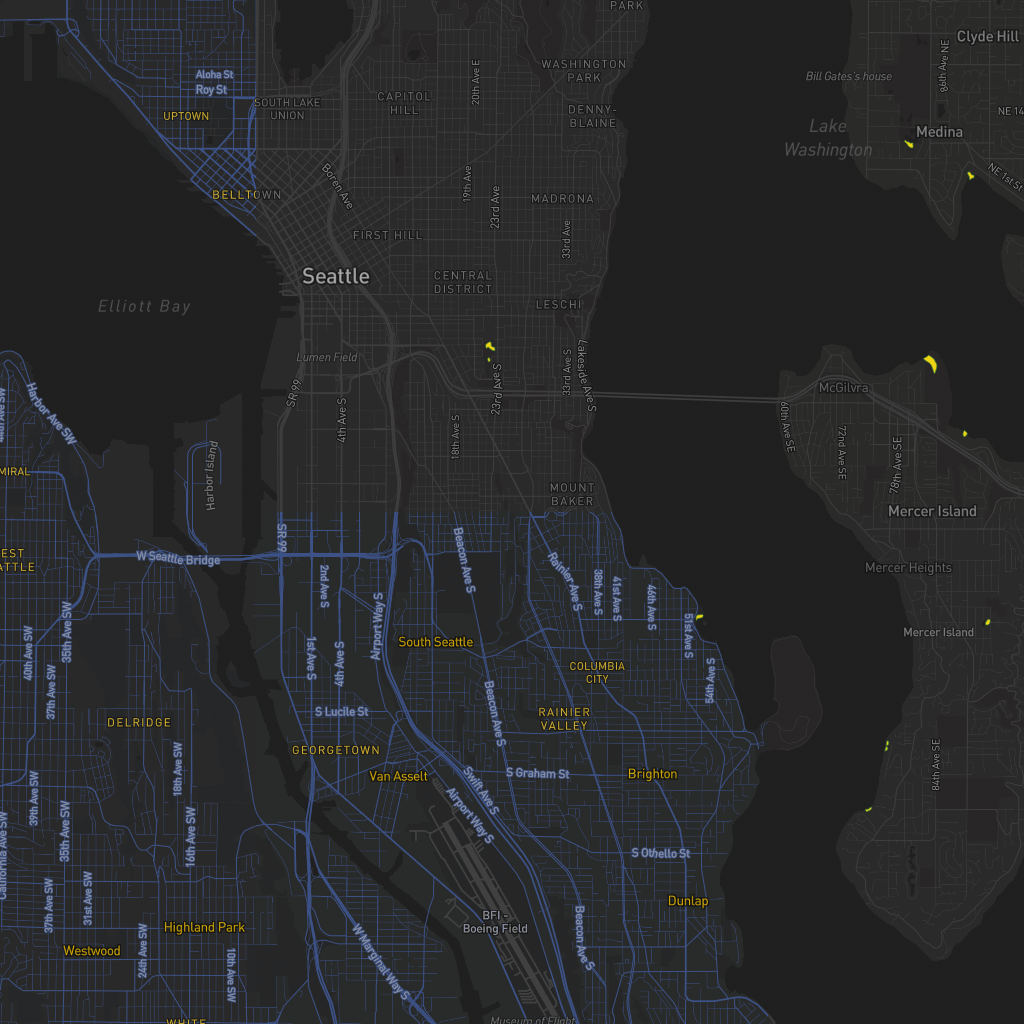 PARK
Clyde Hill
86th Ave NE
WASHINGTON
PARK
Bill Gates's house
Aloha St
Roy St
20th Ave E
SOUTH LAKE
UNION
CAPITOL
HILL
DENNY-
BLAINE
UPTOWN
NE 14
Lake
Washington
Medina
NE 1st St
BELLTOWN
Boren Ave
19th Ave
23rd Ave
MADRONA
33rd Ave
FIRST HILL
Seattle
CENTRAL
DISTRICT
Elliott Bay
LESCHI
Lumen Field
SR 99
4th Ave S
23rd Ave S
18th Ave S
33rd Ave S
Lakeside Ave S
McGilvra
60th Ave SE
72nd Ave SE
78th Ave SE
44th Ave SW
Harbor Ave SW
MIRAL
Harbor Island
MOUNT
BAKER
Mercer Island
EST
ATTLE
W Seattle Bridge
SR 99
2nd Ave S
Beacon Ave S
Rainier Ave S
38th Ave S
41st Ave S
46th Ave S
51st Ave S
54th Ave S
Mercer Heights
Mercer Island
40th Ave SW
35th Ave SW
37th Ave SW
1st Ave S
4th Ave S
Airport Way S
South Seattle
COLUMBIA
CITY
DELRIDGE
S Lucile St
Beacon Ave S
RAINIER
VALLEY
GEORGETOWN
18th Ave SW
Van Asselt
Swift Ave S
S Graham St
Brighton
84th Ave SE
39th Ave SW
35th Ave SW
16th Ave SW
Airport Way S
California Ave SW
S Othello St
37th Ave SW
31st Ave SW
Dunlap
Highland Park
BFI -
Boeing Field
Westwood
24th Ave SW
10th Ave SW
W Marginal Way S
Beacon Ave S
WHITE
Museum of Flight